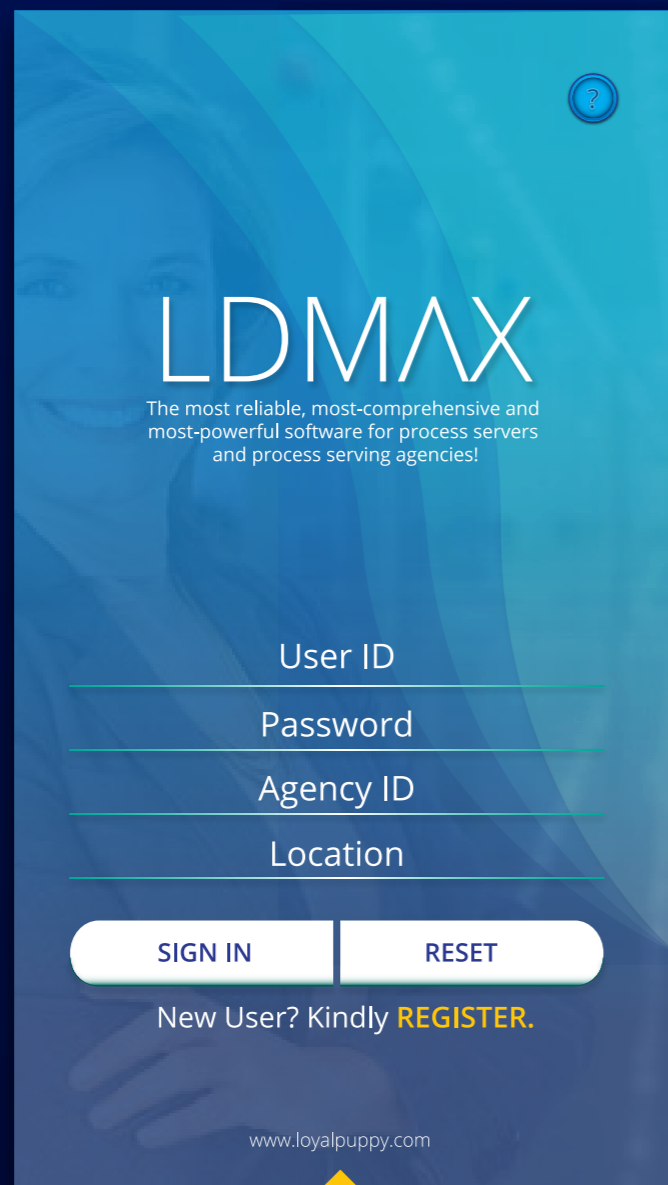 ?
LDMAX
The most reliable, most-comprehensive and
most-powerful software for process servers
and process serving agencies!
User ID
Password
Agency ID
Location
SIGN IN RESET
New User? Kindly REGISTER.
www.loyalpuppy.com